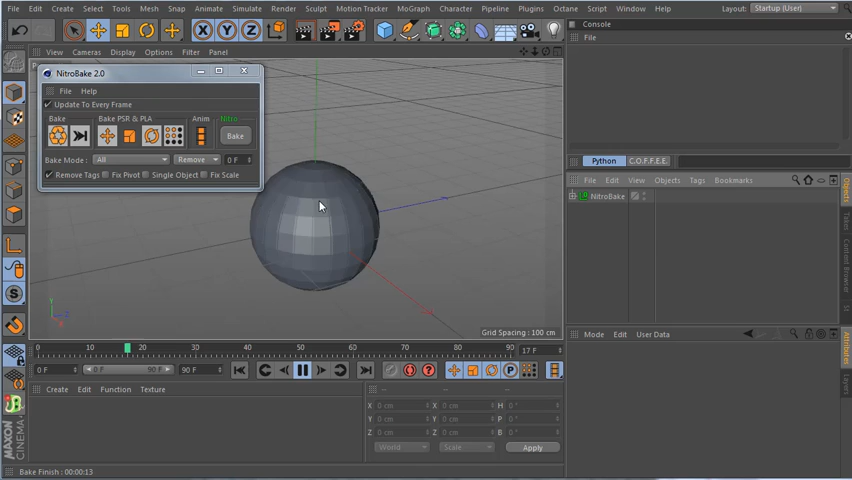 File Edit Create Select Tools Mesh Snap Animate Simulate Render Sculpt Motion Tracker MoGraph Character Pipeline Plugins Octane Script Window Layout: Startup (User)
Console
File
View Cameras Display Options Filter Panel
NitroBake 2.0
File Help
Update To Every Frame
Bake Bake PSR & PLA Anim Nitro
Bake
Bake Mode : All Remove 0 F
Remove Tags Fix Pivot Single Object Fix Scale
Python C.O.F.F.E.E.
File Edit View Objects Tags Bookmarks
NitroBake
Objects
Takes
Content Browser
Y
Z
X
Grid Spacing : 100 cm
Mode Edit User Data
Attributes
Layers
0 10 20 30 40 50 60 70 80 90 17 F
0 F 0 F 90 F 90 F
Create Edit Function Texture
-- -- --
X 0 cm X 0 cm H 0 °
Y 0 cm Y 0 cm P 0 °
Z 0 cm Z 0 cm B 0 °
World Scale Apply
MAXON
CINEMA
Bake Finish : 00:00:13